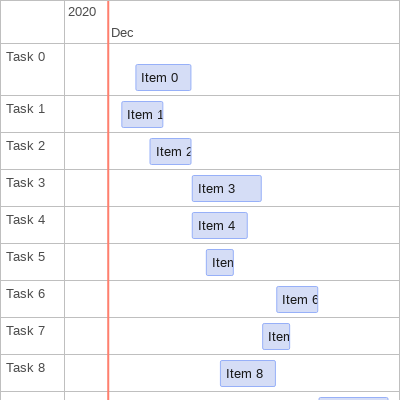 2020
Dec
Task 0
Item 0
Task 1
Item 1
Task 2
Item 2
Task 3
Item 3
Task 4
Item 4
Task 5
Iten
Task 6
Item 6
Task 7
Iten
Task 8
Item 8